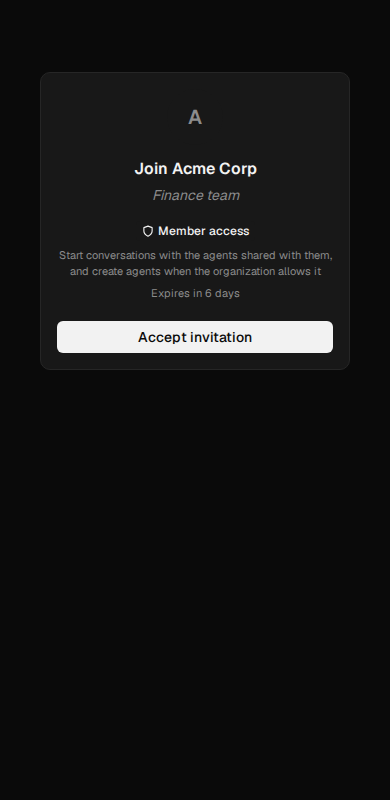 A
Join Acme Corp
Finance team
Member access
Start conversations with the agents shared with them,
and create agents when the organization allows it
Expires in 6 days
Accept invitation